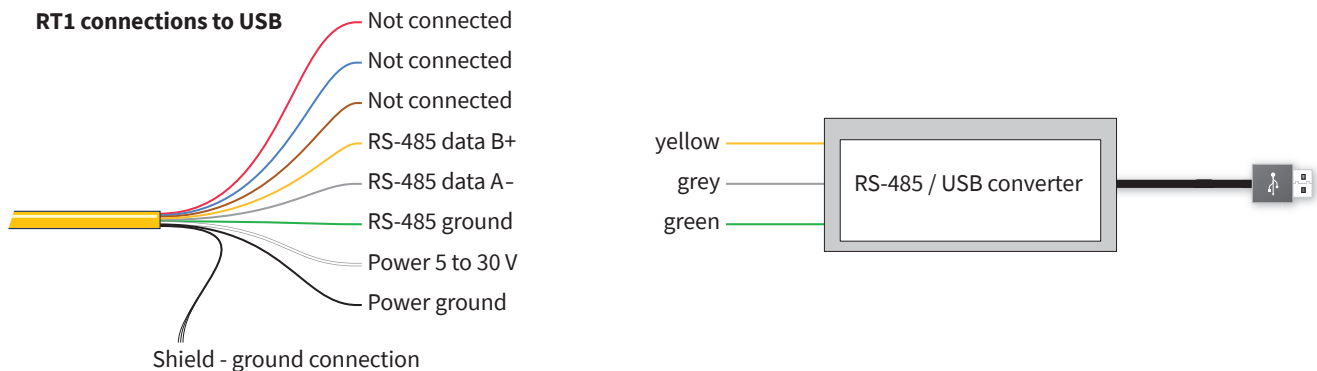 RT1 connections to USB
Not connected
Not connected
Not connected
RS-485 data B+
RS-485 data A-
RS-485 ground
Power 5 to 30 V
Power ground
Shield - ground connection
yellow
grey
green
RS-485 / USB converter